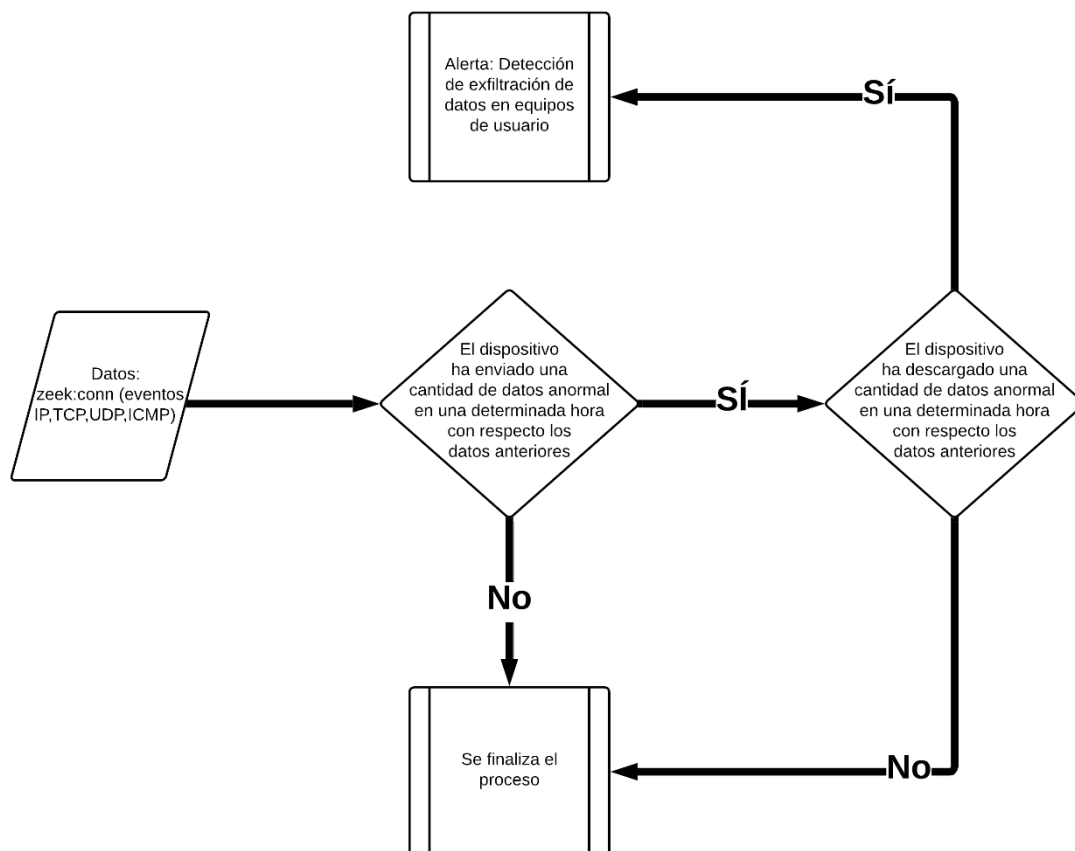 Alerta: Detección
de exfiltración de
datos en equipos
de usuario
Sí
Datos:
zeek:conn (eventos
IP,TCP,UDP,ICMP)
El dispositivo
ha enviado una
cantidad de datos anormal
en una determinada hora
con respecto los
datos anteriores
SÍ
El dispositivo
ha descargado una
cantidad de datos anormal
en una determinada hora
con respecto los
datos anteriores
No
Se finaliza el
proceso
No